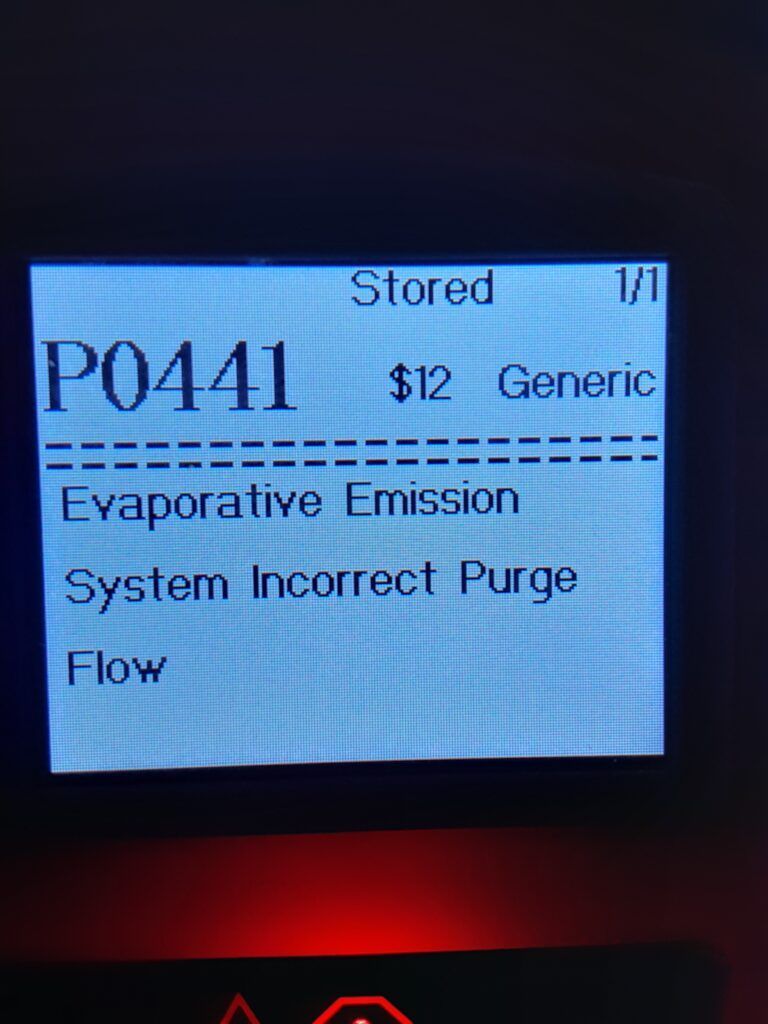 Stored 1/1
P0441 $12 Generic
Evaporative Emission
System Incorrect Purge
Flow